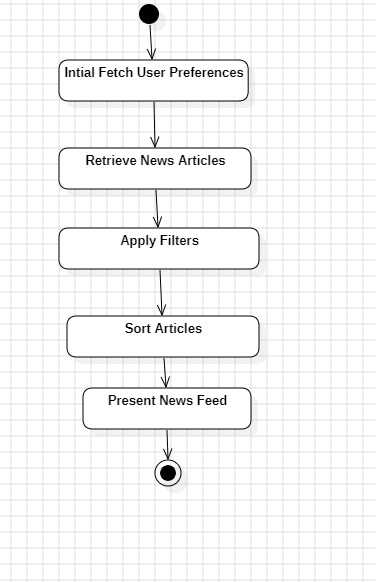 Intial Fetch User Preferences
Retrieve News Articles
Apply Filters
Sort Articles
Present News Feed